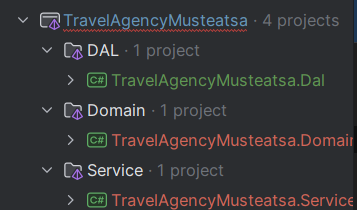 TravelAgencyMusteatsa · 4 projects
DAL · 1 project
C# TravelAgencyMusteatsa.Dal
Domain · 1 project
C# TravelAgencyMusteatsa.Domain
Service · 1 project
C# TravelAgencyMusteatsa.Service